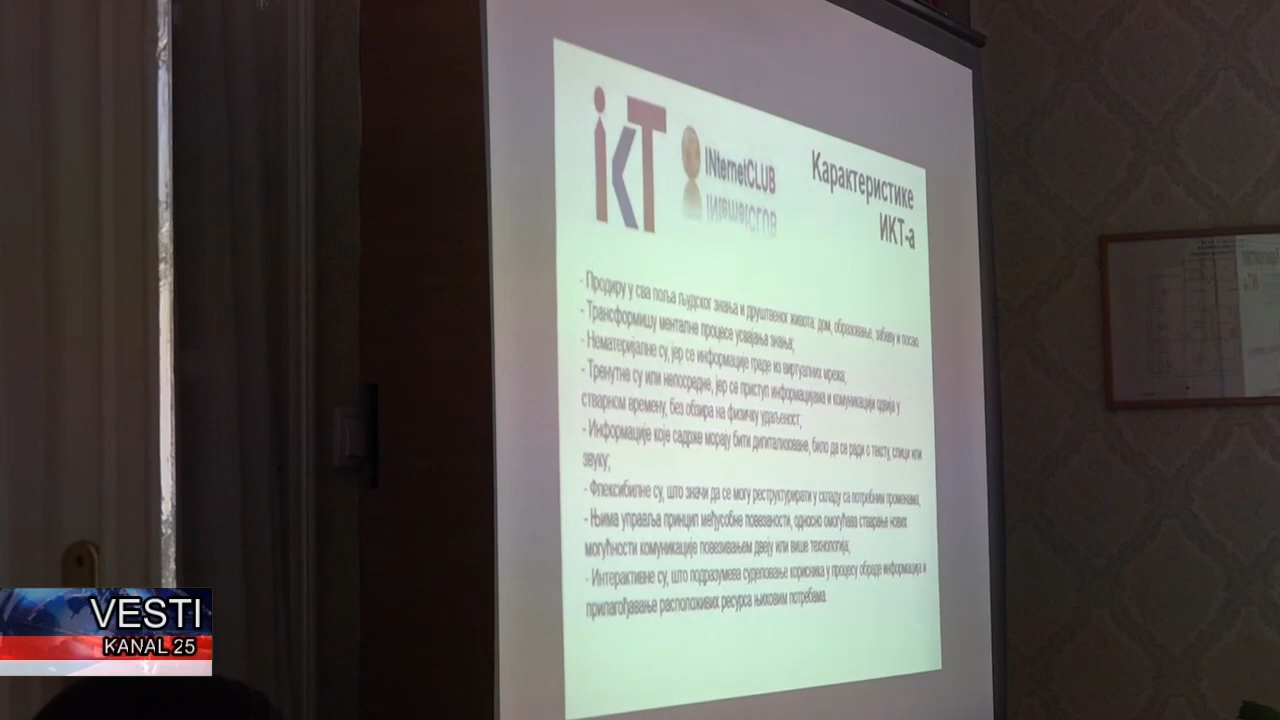 iKT
INternetCLUB
Карактеристике
ИКТ-а
- Продиру у сва поља људског знања и друштвеног живота: дом, образовање, забаву и посао.
- Трансформишу менталне процесе усвајања знања;
- Нематеријалне су, јер се информације граде из виртуалних мрежа;
- Тренутне су или непосредне, јер се приступ информацијама и комуникацији одвија у
стварном времену, без обзира на физичку удаљеност;
- Информације које садрже морају бити дигитализоване, било да се ради о тексту, слици или
звуку;
- Флексибилне су, што значи да се могу реструктурирати у складу са потребним променама;
- Њима управља принцип међусобне повезаности, односно омогућава стварање нових
могућности комуникације повезивањем двеју или више технологија;
- Интерактивне су, што подразумева суделовање корисника у процесу обраде информација и
прилагођавање расположивих ресурса њиховим потребама.
VESTI
KANAL 25